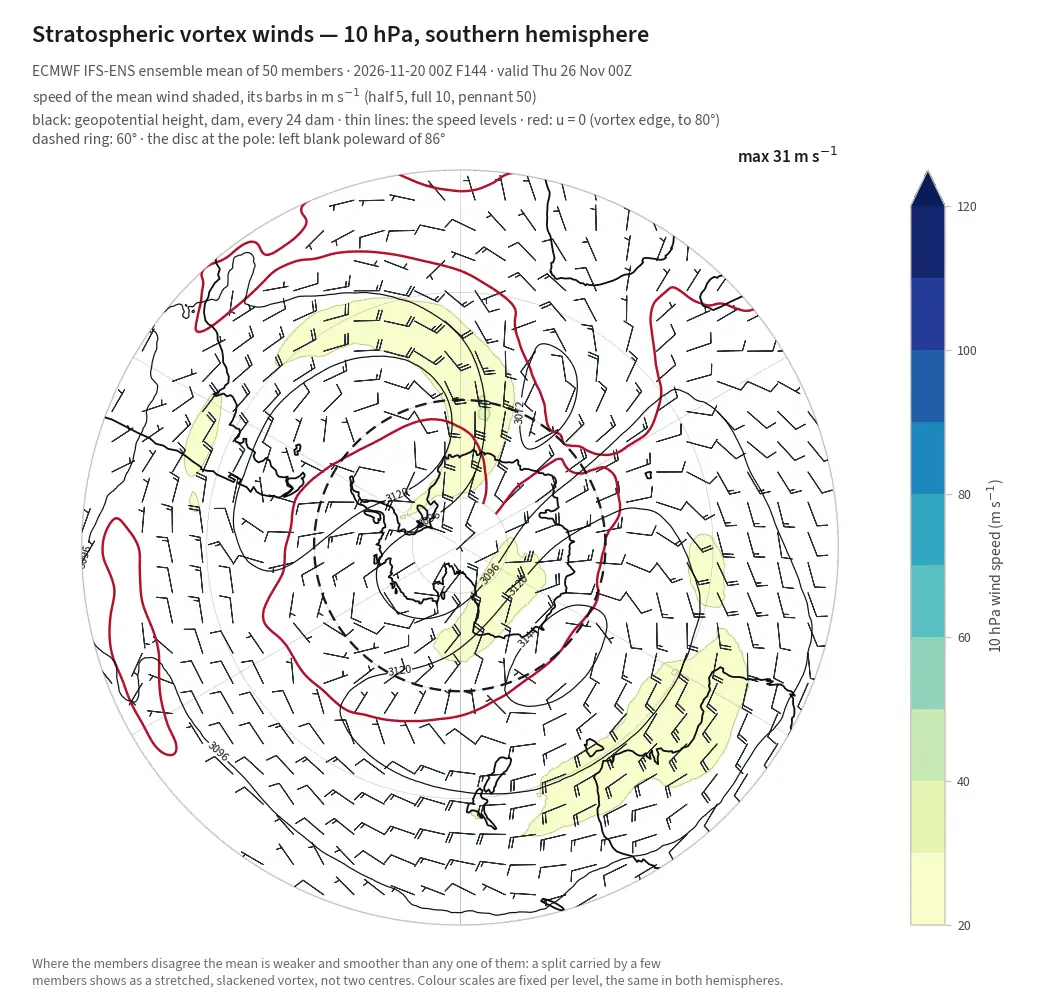 Stratospheric vortex winds — 10 hPa, southern hemisphere
ECMWF IFS-ENS ensemble mean of 50 members · 2026-11-20 00Z F144 · valid Thu 26 Nov 00Z
speed of the mean wind shaded, its barbs in m s⁻¹ (half 5, full 10, pennant 50)
black: geopotential height, dam, every 24 dam · thin lines: the speed levels · red: u = 0 (vortex edge, to 80°)
dashed ring: 60° · the disc at the pole: left blank poleward of 86°
max 31 m s⁻¹
120
100
80
60
40
20
10 hPa wind speed (m s⁻¹)
3072
3120
3096
3096
3120
3144
3120
3096
3096
Where the members disagree the mean is weaker and smoother than any one of them: a split carried by a few
members shows as a stretched, slackened vortex, not two centres. Colour scales are fixed per level, the same in both hemispheres.